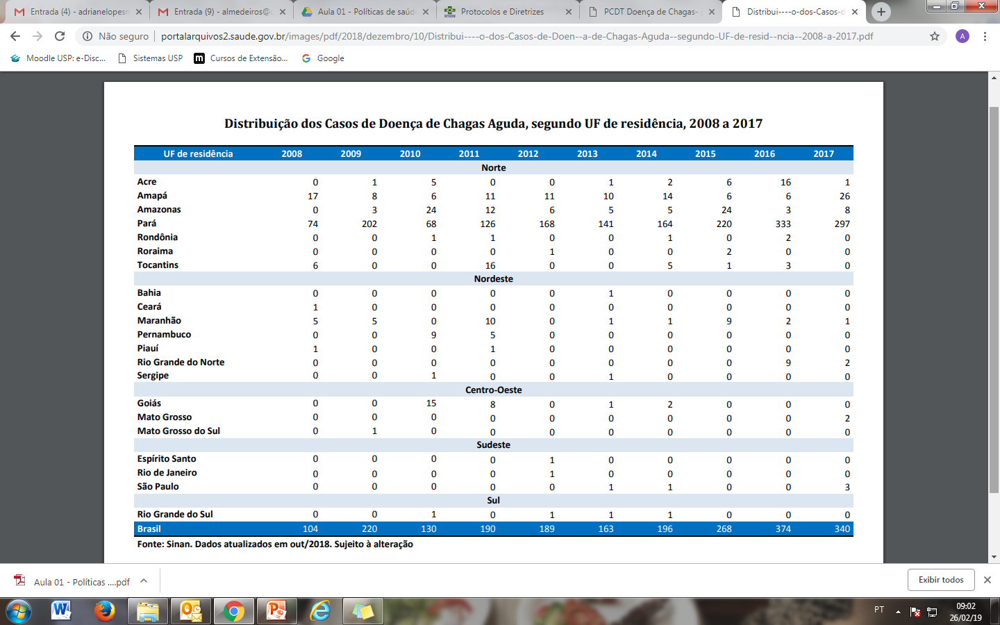 Entrada (4) - adrianelopesm
Entrada (9) - almedeiros@
Aula 01 - Políticas de saúd
Protocolos e Diretrizes
PCDT Doença de Chagas-
Distribui----o-dos-Casos-d
Não seguro | portalarquivos2.saude.gov.br/images/pdf/2018/dezembro/10/Distribui----o-dos-Casos-de-Doen--a-de-Chagas-Aguda--segundo-UF-de-resid--ncia--2008-a-2017.pdf
A
Moodle USP: e-Disc... Sistemas USP Cursos de Extensão... Google
Distribuição dos Casos de Doença de Chagas Aguda, segundo UF de residência, 2008 a 2017
UF de residência 2008 2009 2010 2011 2012 2013 2014 2015 2016 2017
Norte
Acre 0 1 5 0 0 1 2 6 16 1
Amapá 17 8 6 11 11 10 14 6 6 26
Amazonas 0 3 24 12 6 5 5 24 3 8
Pará 74 202 68 126 168 141 164 220 333 297
Rondônia 0 0 1 1 0 0 1 0 2 0
Roraima 0 0 0 0 1 0 0 2 0 0
Tocantins 6 0 0 16 0 0 5 1 3 0
Nordeste
Bahia 0 0 0 0 0 1 0 0 0 0
Ceará 1 0 0 0 0 0 0 0 0 0
Maranhão 5 5 0 10 0 1 1 9 2 1
Pernambuco 0 0 9 5 0 0 0 0 0 0
Piauí 1 0 0 1 0 0 0 0 0 0
Rio Grande do Norte 0 0 0 0 0 0 0 0 9 2
Sergipe 0 0 1 0 0 1 0 0 0 0
Centro-Oeste
Goiás 0 0 15 8 0 1 2 0 0 0
Mato Grosso 0 0 0 0 0 0 0 0 0 2
Mato Grosso do Sul 0 1 0 0 0 0 0 0 0 0
Sudeste
Espírito Santo 0 0 0 0 1 0 0 0 0 0
Rio de Janeiro 0 0 0 0 1 0 0 0 0 0
São Paulo 0 0 0 0 0 1 1 0 0 3
Sul
Rio Grande do Sul 0 0 1 0 1 1 1 0 0 0
Brasil 104 220 130 190 189 163 196 268 374 340
Fonte: Sinan. Dados atualizados em out/2018. Sujeito à alteração
Aula 01 - Políticas ....pdf
Exibir todos
PT
09:02
26/02/19